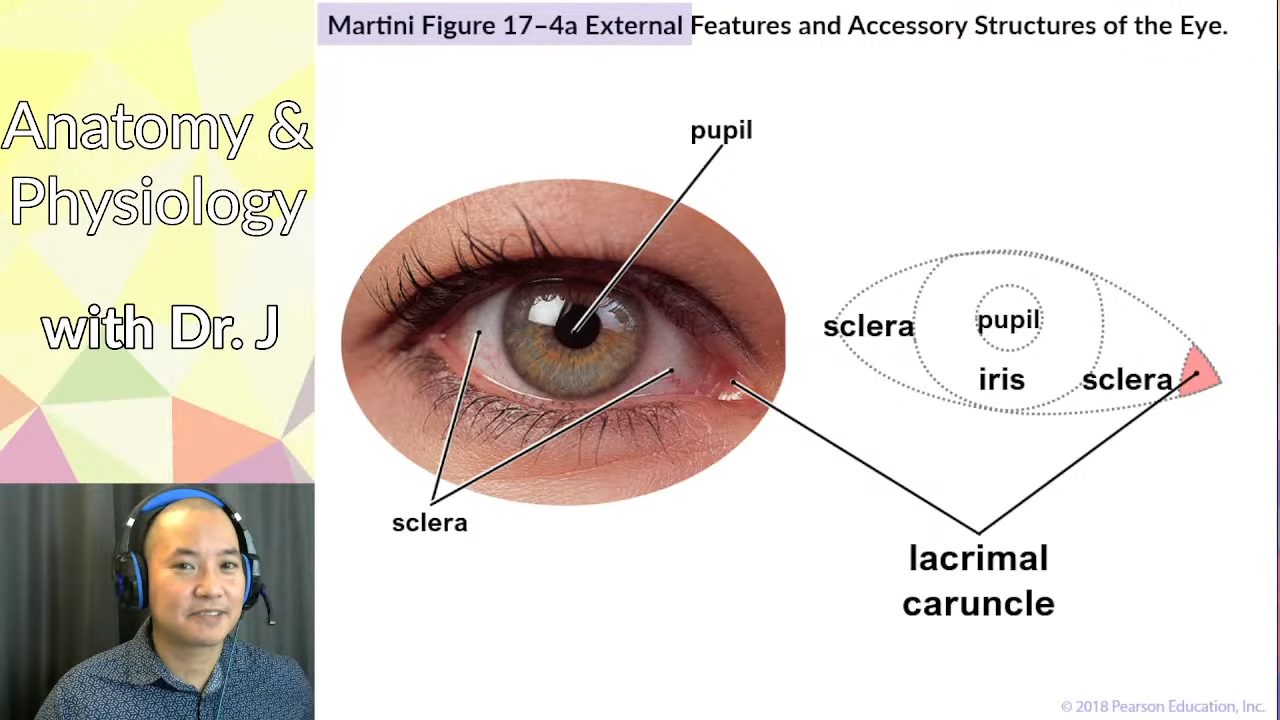 Martini Figure 17–4a External Features and Accessory Structures of the Eye.
Anatomy &
Physiology
with Dr. J
pupil
sclera
sclera
pupil
iris
sclera
lacrimal
caruncle
© 2018 Pearson Education, Inc.